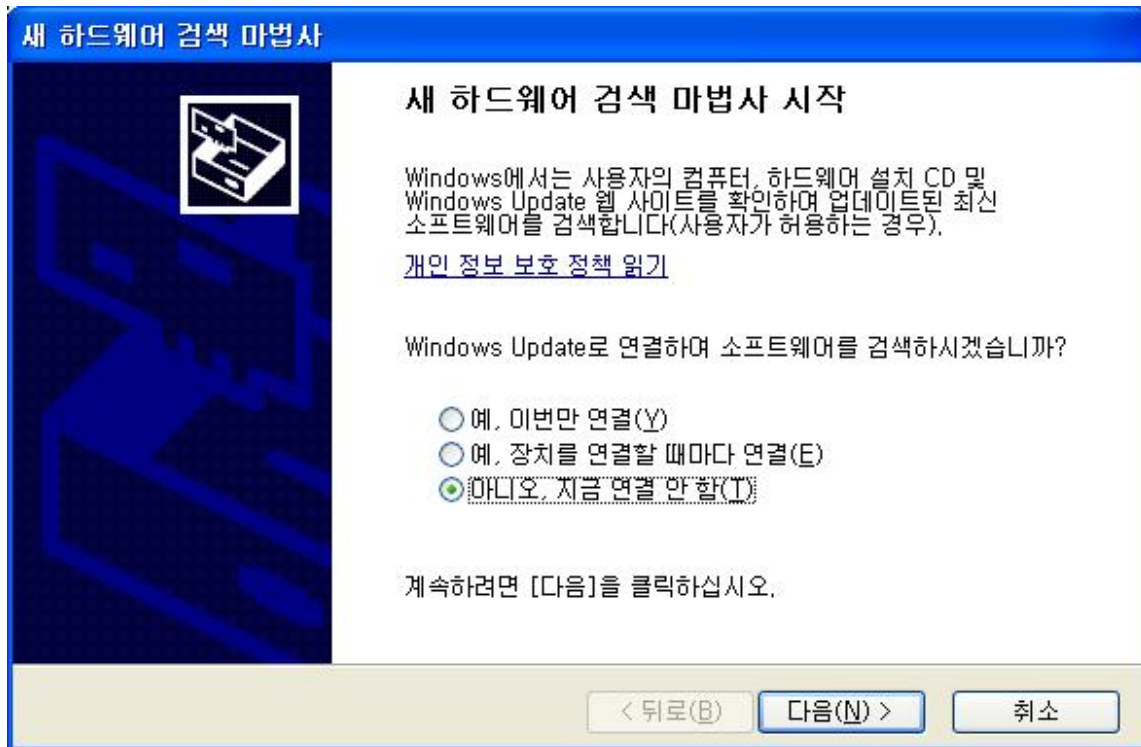 새 하드웨어 검색 마법사
새 하드웨어 검색 마법사 시작
Windows에서는 사용자의 컴퓨터, 하드웨어 설치 CD 및
Windows Update 웹 사이트를 확인하여 업데이트된 최신
소프트웨어를 검색합니다(사용자가 허용하는 경우).
개인 정보 보호 정책 읽기
Windows Update로 연결하여 소프트웨어를 검색하시겠습니까?
예, 이번만 연결(Y)
예, 장치를 연결할 때마다 연결(E)
아니오, 지금 연결 안 함(T)
계속하려면 [다음]을 클릭하십시오.
< 뒤로(B) 다음(N) > 취소